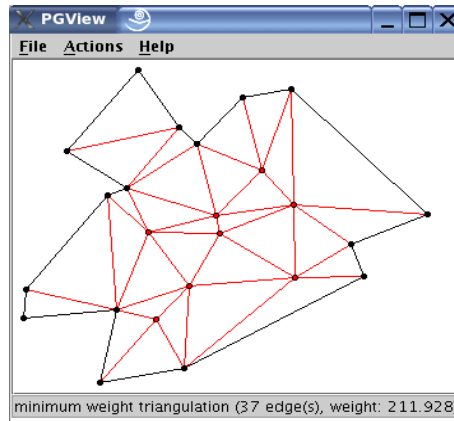 PGView
File Actions Help
minimum weight triangulation (37 edge(s), weight: 211.928